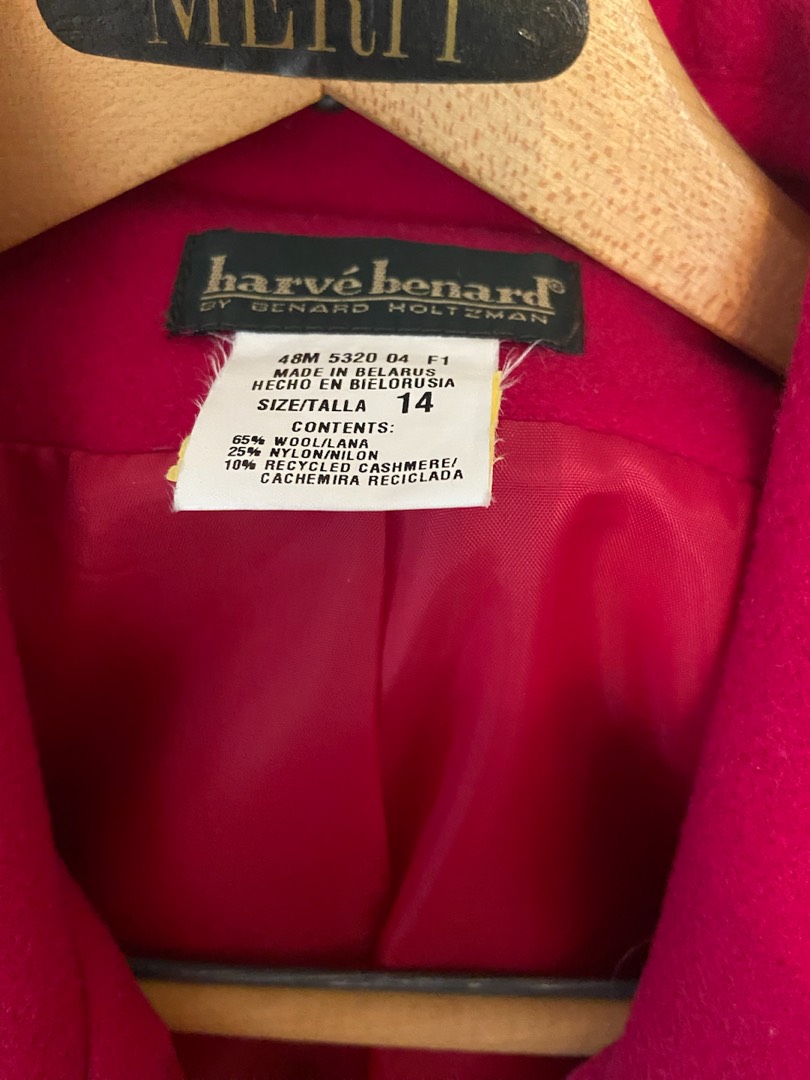 MERIT
harvé benard®
BY BENARD HOLTZMAN
48M 5320 04 F1
MADE IN BELARUS
HECHO EN BIELORUSIA
SIZE/TALLA 14
CONTENTS:
65% WOOL/LANA
25% NYLON/NILON
10% RECYCLED CASHMERE/
CACHEMIRA RECICLADA